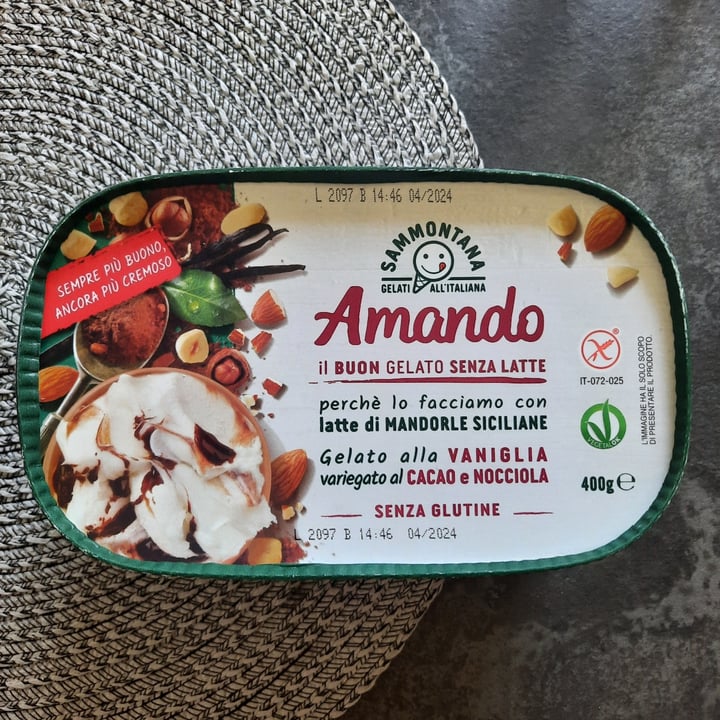 L 2097 B 14:46 04/2024
SEMPRE PIÙ BUONO,
ANCORA PIÙ CREMOSO
SAMMONTANA
GELATI ALL'ITALIANA
Amando
il BUON GELATO SENZA LATTE
perchè lo facciamo con
latte di MANDORLE SICILIANE
Gelato alla VANIGLIA
variegato al CACAO e NOCCIOLA
SENZA GLUTINE
L 2097 B 14:46 04/2024
IT-072-025
VEGETALOK
400g e
L'IMMAGINE HA IL SOLO SCOPO
DI PRESENTARE IL PRODOTTO.